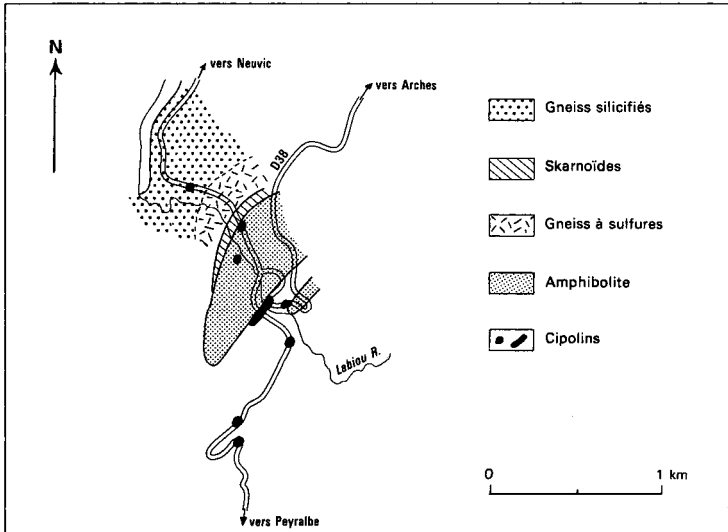 N
vers Neuvic
vers Arches
D38
Gneiss silicifiés
Skarnoïdes
Gneiss à sulfures
Amphibolite
Cipolins
Labiou R.
0 1 km
vers Peyralbe